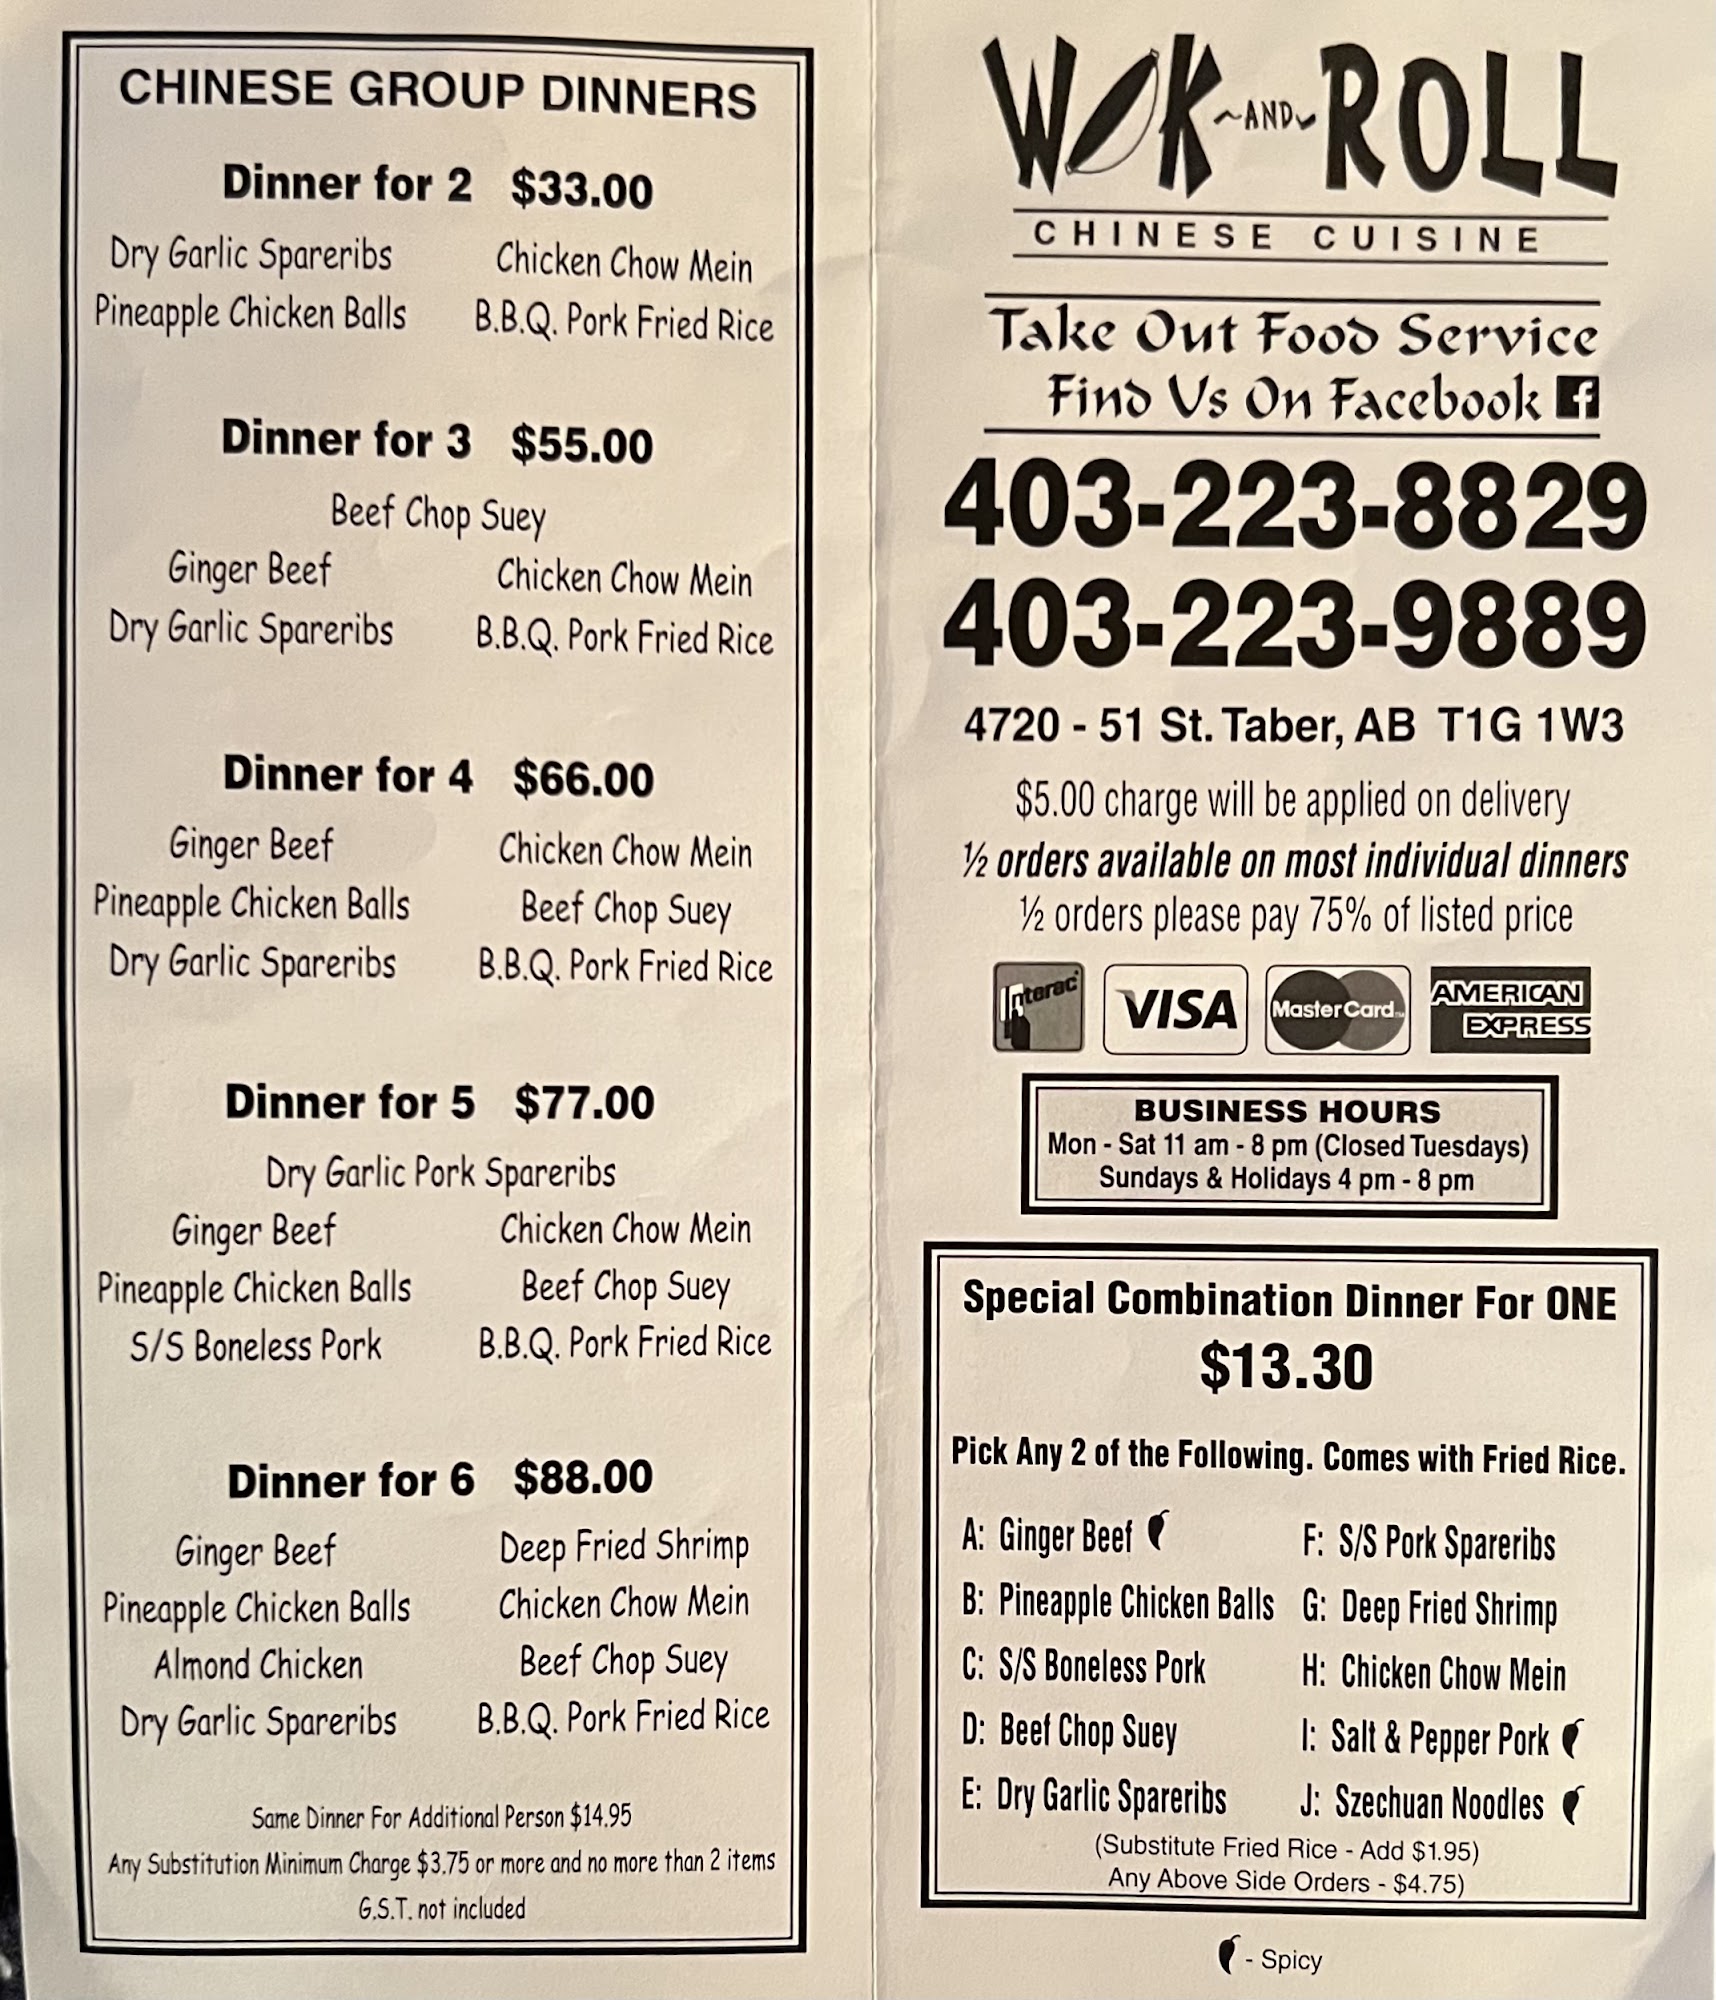 CHINESE GROUP DINNERS
Dinner for 2 $33.00
Dry Garlic Spareribs Chicken Chow Mein
Pineapple Chicken Balls B.B.Q. Pork Fried Rice
Dinner for 3 $55.00
Beef Chop Suey
Ginger Beef Chicken Chow Mein
Dry Garlic Spareribs B.B.Q. Pork Fried Rice
Dinner for 4 $66.00
Ginger Beef Chicken Chow Mein
Pineapple Chicken Balls Beef Chop Suey
Dry Garlic Spareribs B.B.Q. Pork Fried Rice
Dinner for 5 $77.00
Dry Garlic Pork Spareribs
Ginger Beef Chicken Chow Mein
Pineapple Chicken Balls Beef Chop Suey
S/S Boneless Pork B.B.Q. Pork Fried Rice
Dinner for 6 $88.00
Ginger Beef Deep Fried Shrimp
Pineapple Chicken Balls Chicken Chow Mein
Almond Chicken Beef Chop Suey
Dry Garlic Spareribs B.B.Q. Pork Fried Rice
Same Dinner For Additional Person $14.95
Any Substitution Minimum Charge $3.75 or more and no more than 2 items
G.S.T. not included
WOK ~AND~ ROLL
CHINESE CUISINE
Take Out Food Service
Find Us On Facebook f
403-223-8829
403-223-9889
4720 - 51 St. Taber, AB T1G 1W3
$5.00 charge will be applied on delivery
½ orders available on most individual dinners
½ orders please pay 75% of listed price
Interac VISA MasterCard AMERICAN EXPRESS
BUSINESS HOURS
Mon - Sat 11 am - 8 pm (Closed Tuesdays)
Sundays & Holidays 4 pm - 8 pm
Special Combination Dinner For ONE
$13.30
Pick Any 2 of the Following. Comes with Fried Rice.
A: Ginger Beef F: S/S Pork Spareribs
B: Pineapple Chicken Balls G: Deep Fried Shrimp
C: S/S Boneless Pork H: Chicken Chow Mein
D: Beef Chop Suey I: Salt & Pepper Pork
E: Dry Garlic Spareribs J: Szechuan Noodles
(Substitute Fried Rice - Add $1.95)
Any Above Side Orders - $4.75)
- Spicy